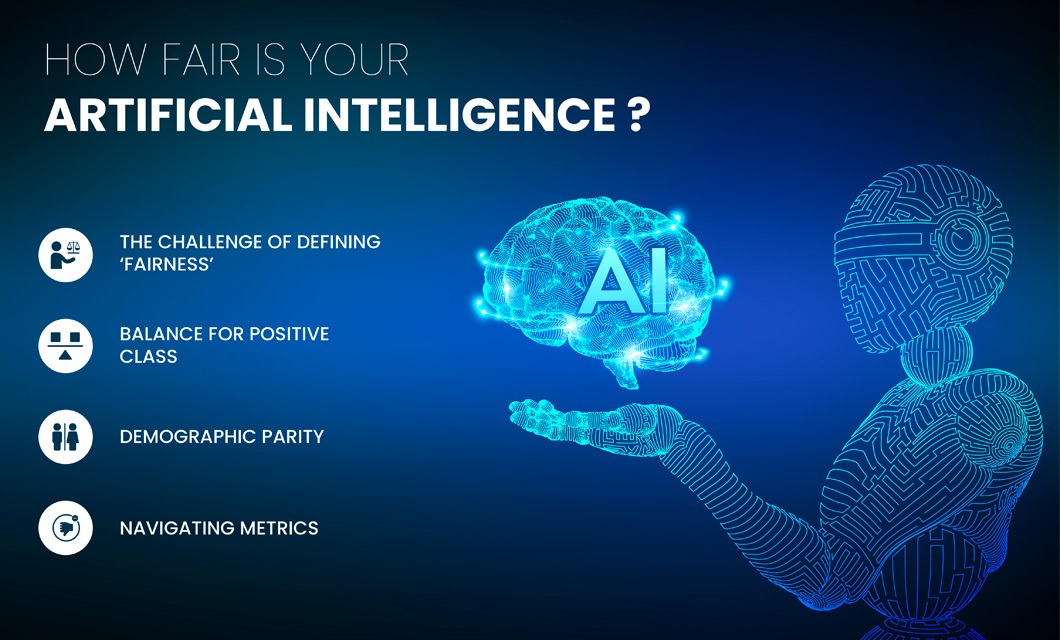 HOW FAIR IS YOUR
ARTIFICIAL INTELLIGENCE ?
THE CHALLENGE OF DEFINING
‘FAIRNESS’
BALANCE FOR POSITIVE
CLASS
DEMOGRAPHIC PARITY
NAVIGATING METRICS
AI